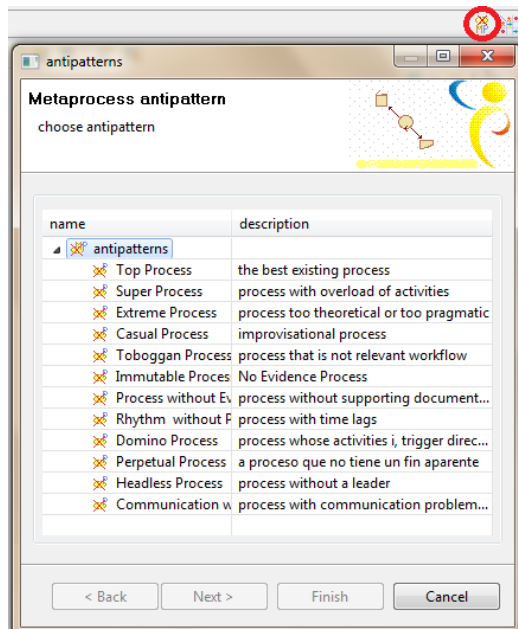 MP
antipatterns
Metaprocess antipattern
choose antipattern
name description
antipatterns
Top Process the best existing process
Super Process process with overload of activities
Extreme Process process too theoretical or too pragmatic
Casual Process improvisational process
Toboggan Process process that is not relevant workflow
Immutable Proces No Evidence Process
Process without Ev process without supporting document...
Rhythm without P process with time lags
Domino Process process whose activities i, trigger direc...
Perpetual Process a proceso que no tiene un fin aparente
Headless Process process without a leader
Communication w process with communication problem...
< Back Next > Finish Cancel